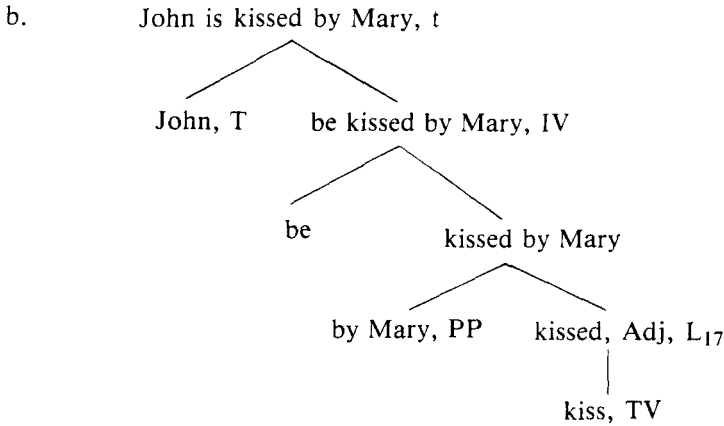 b. John is kissed by Mary, t
John, T be kissed by Mary, IV
be kissed by Mary
by Mary, PP kissed, Adj, L17
kiss, TV